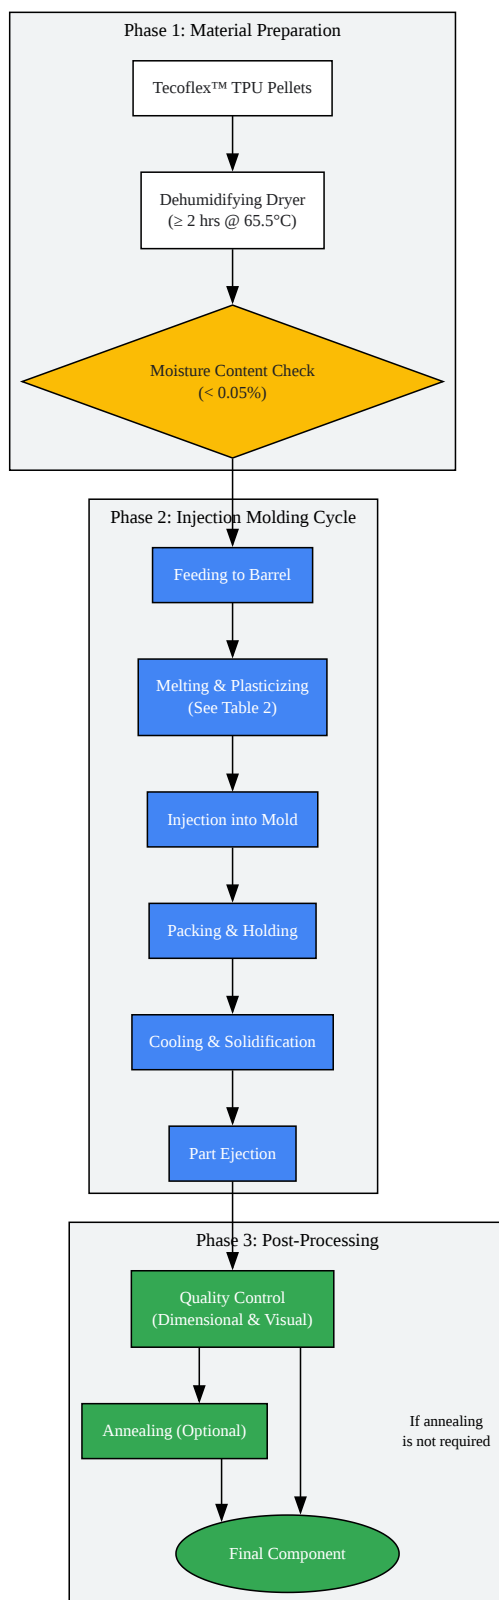 Phase 1: Material Preparation
Tecoflex™ TPU Pellets
Dehumidifying Dryer
(≥ 2 hrs @ 65.5°C)
Moisture Content Check
(< 0.05%)
Phase 2: Injection Molding Cycle
Feeding to Barrel
Melting & Plasticizing
(See Table 2)
Injection into Mold
Packing & Holding
Cooling & Solidification
Part Ejection
Phase 3: Post-Processing
Quality Control
(Dimensional & Visual)
Annealing (Optional)
If annealing
is not required
Final Component